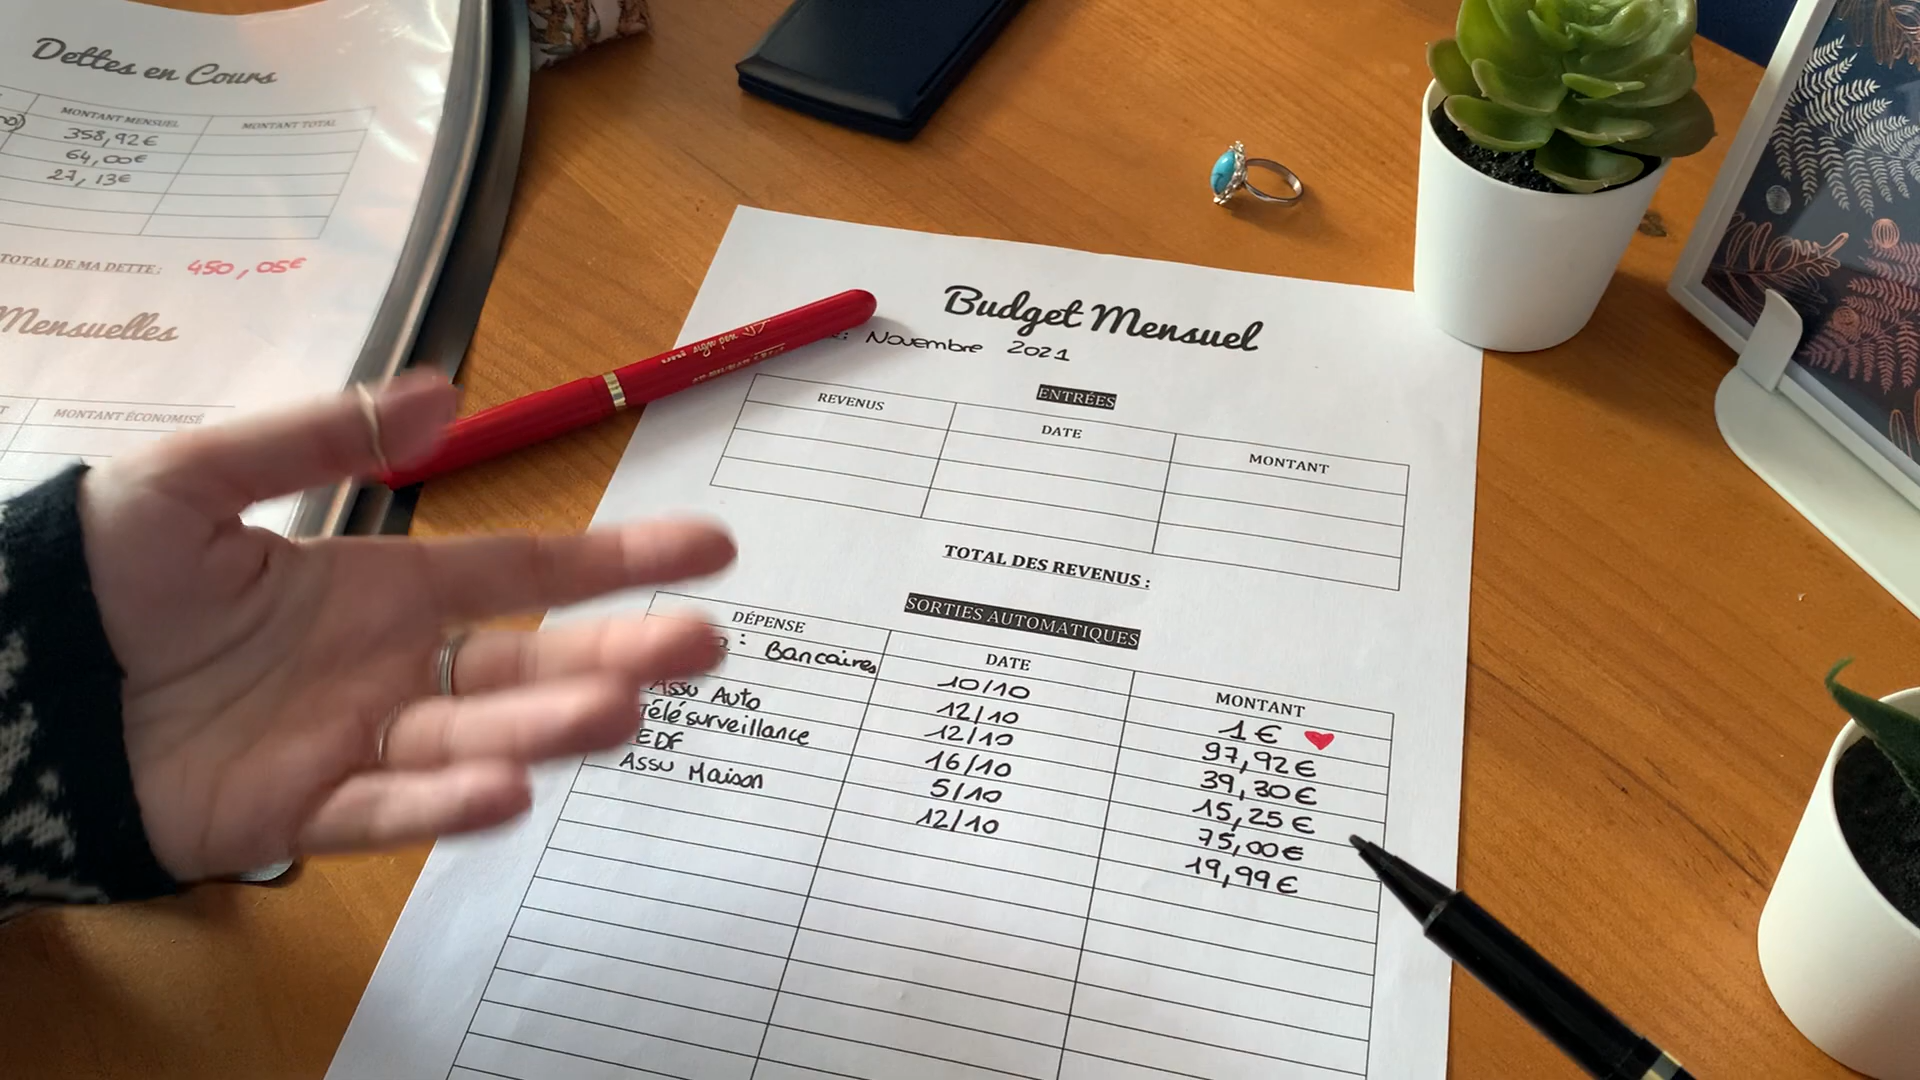 Dettes en Cours
MONTANT MENSUEL MONTANT TOTAL
358,92€
64,00€
27,13€
TOTAL DE MA DETTE : 450,05€
Mensuelles
MONTANT ÉCONOMISÉ
uni sign pen
Budget Mensuel
Novembre 2021
ENTRÉES
REVENUS DATE MONTANT
TOTAL DES REVENUS :
SORTIES AUTOMATIQUES
DÉPENSE DATE MONTANT
: Bancaires 10/10 1€
Assu Auto 12/10 97,92€
Télésurveillance 12/10 39,30€
EDF 16/10 15,25€
Assu Maison 5/10 75,00€
12/10 19,99€